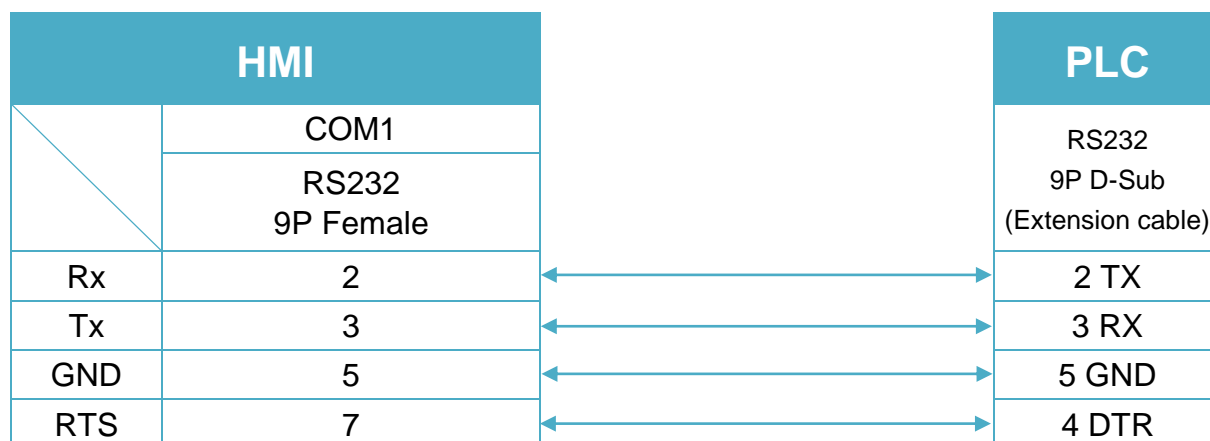 HMI
PLC
COM1
RS232
9P Female
RS232
9P D-Sub
(Extension cable)
Rx 2 2 TX
Tx 3 3 RX
GND 5 5 GND
RTS 7 4 DTR